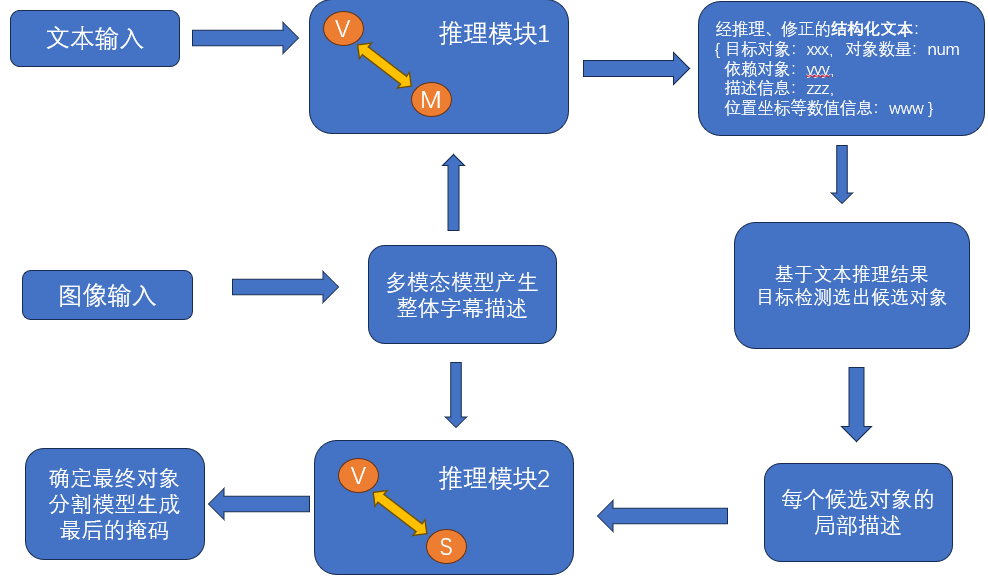 文本输入
V
推理模块1
M
经推理、修正的结构化文本：
{ 目标对象：xxx，对象数量：num
依赖对象：yyy,
描述信息：zzz,
位置坐标等数值信息：www }
图像输入
多模态模型产生
整体字幕描述
基于文本推理结果
目标检测选出候选对象
确定最终对象
分割模型生成
最后的掩码
V
推理模块2
S
每个候选对象的
局部描述